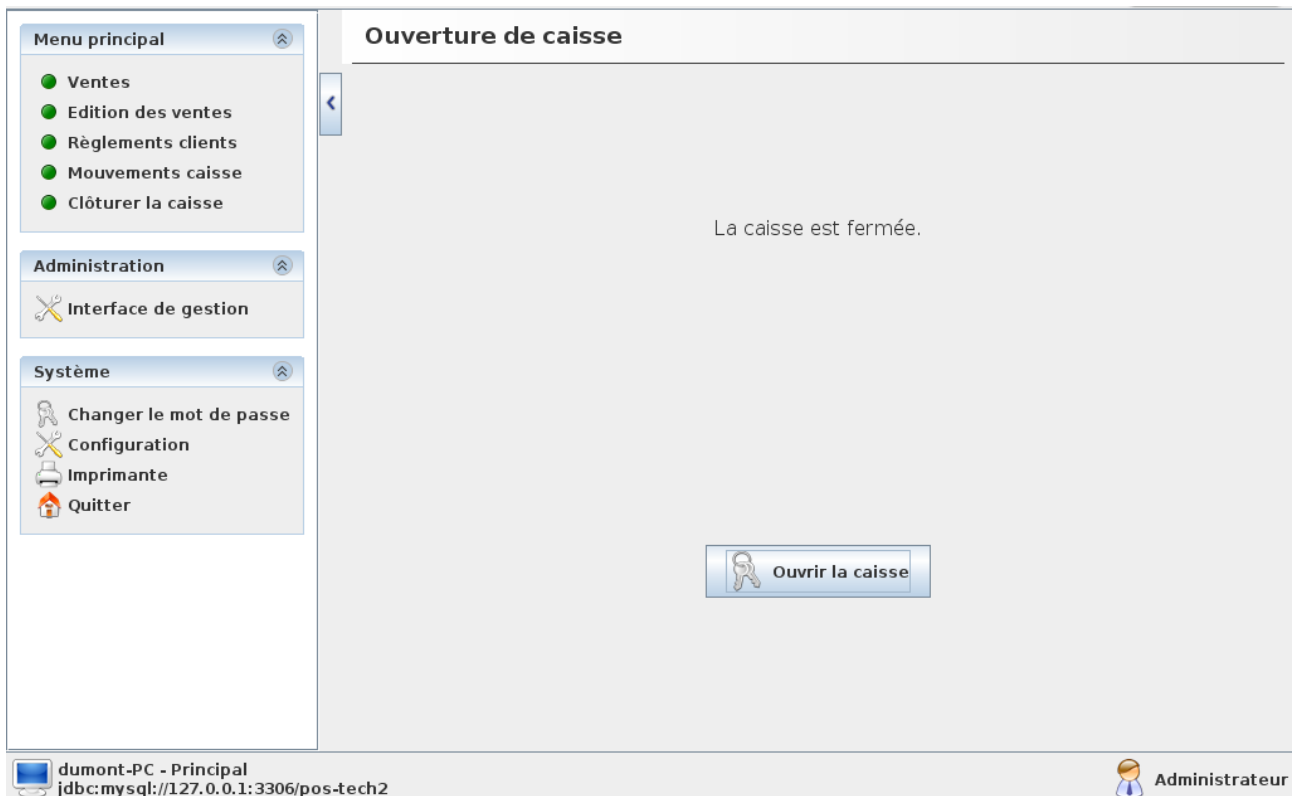 Menu principal
Ventes
Edition des ventes
Règlements clients
Mouvements caisse
Clôturer la caisse
Administration
Interface de gestion
Système
Changer le mot de passe
Configuration
Imprimante
Quitter
Ouverture de caisse
La caisse est fermée.
Ouvrir la caisse
dumont-PC - Principal
jdbc:mysql://127.0.0.1:3306/pos-tech2
Administrateur